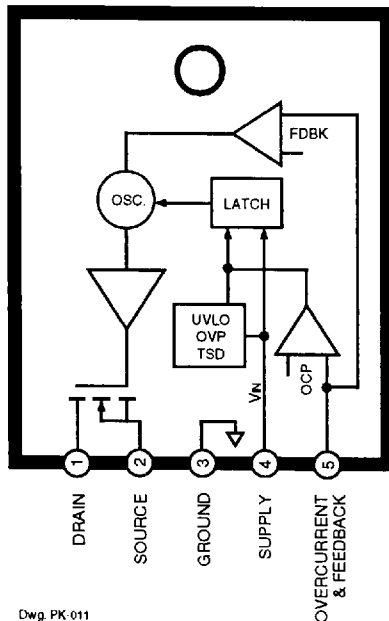 FDBK
OSC.
LATCH
UVLO
OVP
TSD
VIN
OCP
1
2
3
4
5
DRAIN
SOURCE
GROUND
SUPPLY
OVERCURRENT
& FEEDBACK
Dwg. PK-011